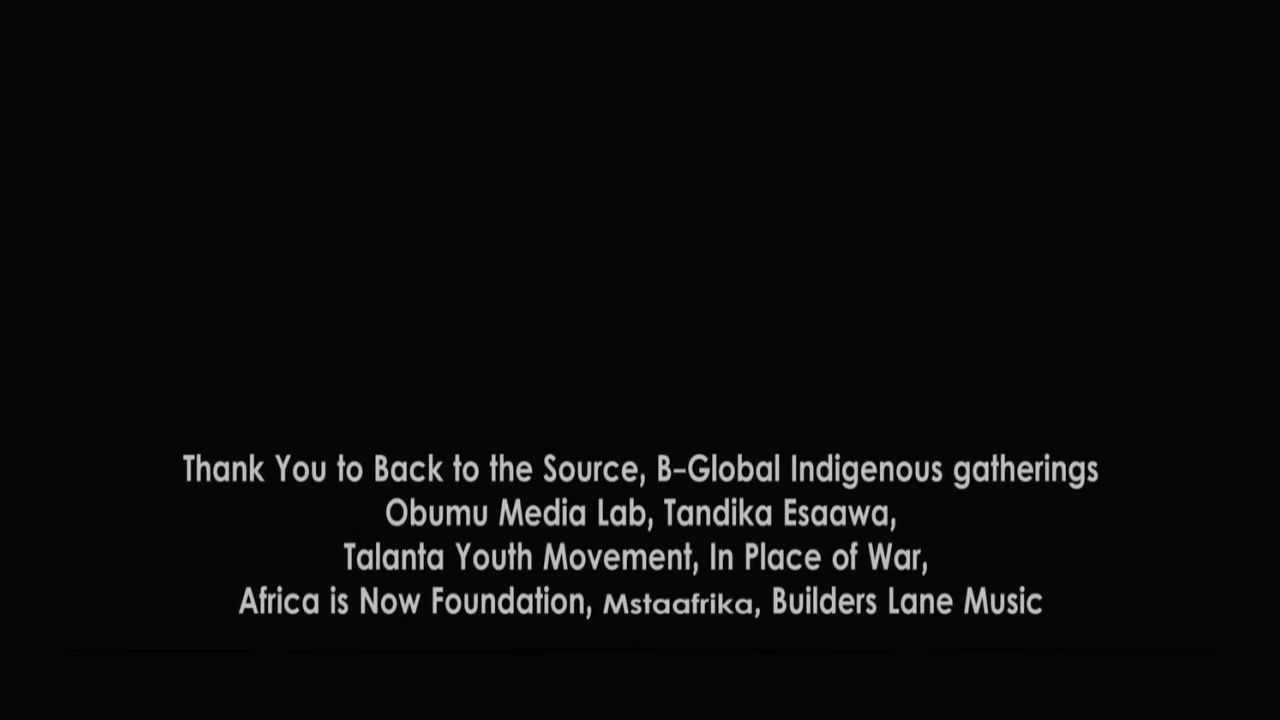 Thank You to Back to the Source, B-Global Indigenous gatherings
Obumu Media Lab, Tandika Esaawa,
Talanta Youth Movement, In Place of War,
Africa is Now Foundation, Mstaafrika, Builders Lane Music